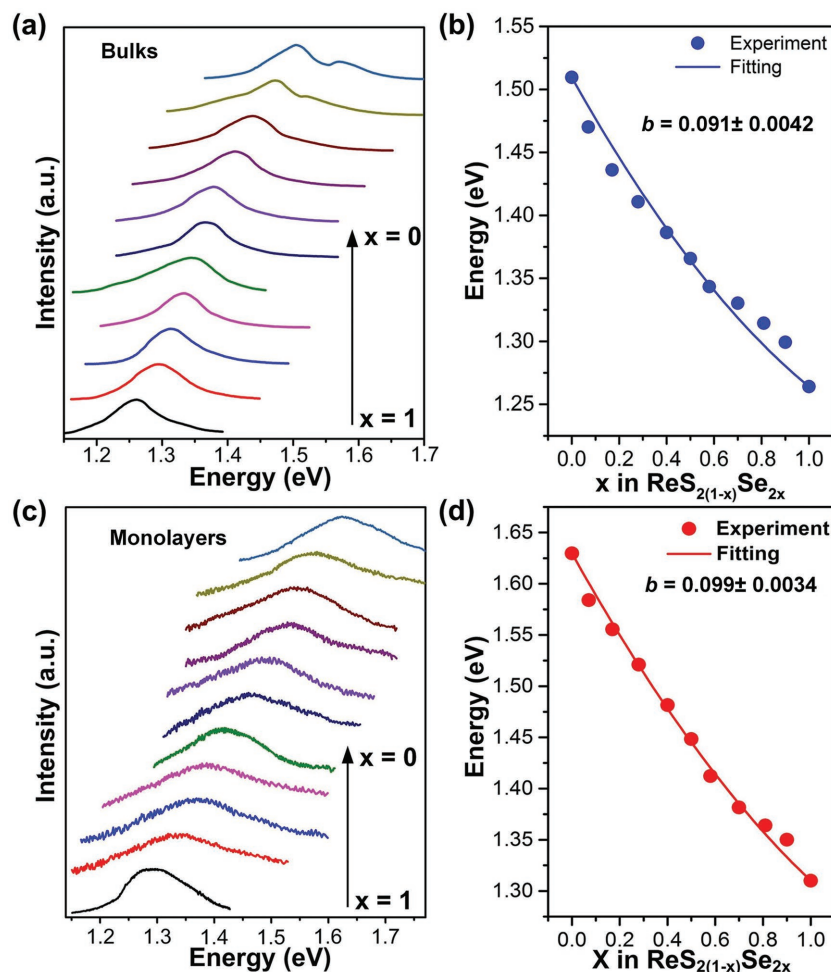 (a)
Bulks
x = 0
x = 1
Intensity (a.u.)
1.2 1.3 1.4 1.5 1.6 1.7
Energy (eV)
(b)
1.55
1.50
1.45
1.40
1.35
1.30
1.25
Energy (eV)
Experiment
Fitting
b = 0.091± 0.0042
0.0 0.2 0.4 0.6 0.8 1.0
x in ReS2(1-x)Se2x
(c)
Monolayers
x = 0
x = 1
Intensity (a.u.)
1.2 1.3 1.4 1.5 1.6 1.7
Energy (eV)
(d)
1.65
1.60
1.55
1.50
1.45
1.40
1.35
1.30
Energy (eV)
Experiment
Fitting
b = 0.099± 0.0034
0.0 0.2 0.4 0.6 0.8 1.0
X in ReS2(1-x)Se2x